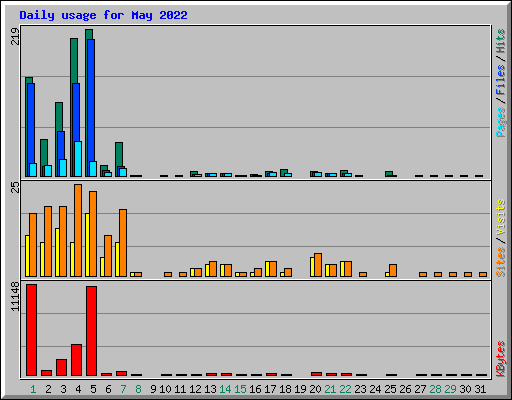 Daily usage for May 2022
219
Pages / Files / Hits
25
Sites / Visits
11148
KBytes
1 2 3 4 5 6 7 8 9 10 11 12 13 14 15 16 17 18 19 20 21 22 23 24 25 26 27 28 29 30 31